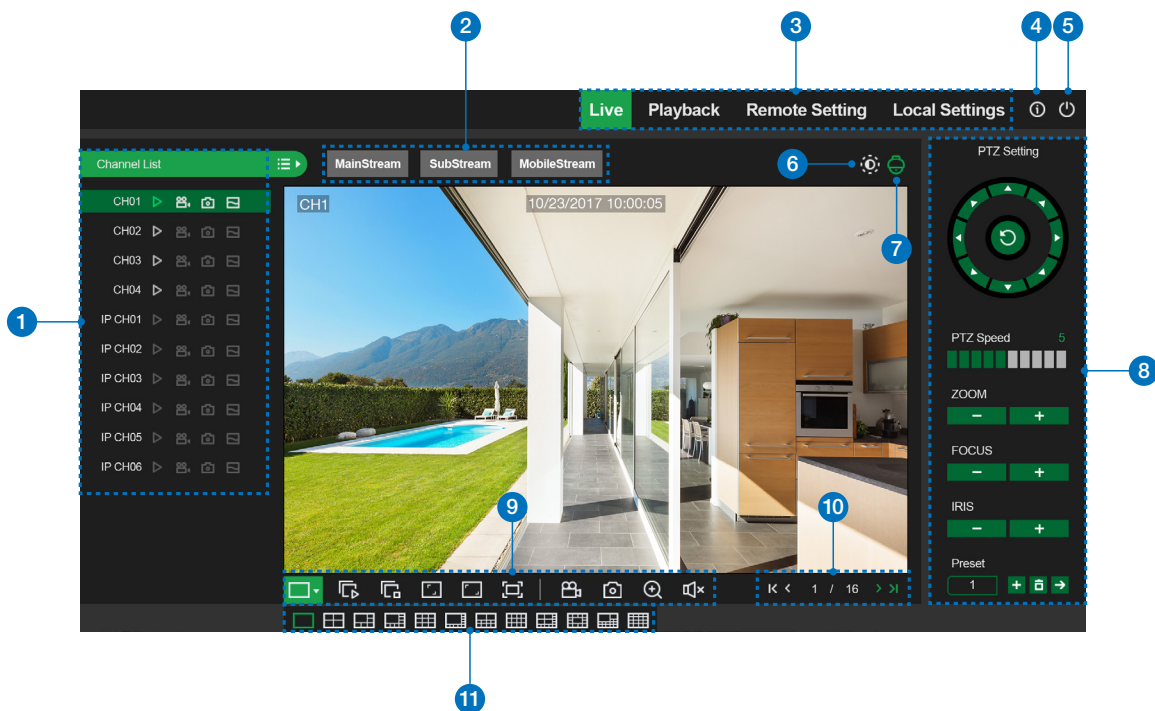 2
3
4
5
Live Playback Remote Setting Local Settings
Channel List
MainStream SubStream MobileStream
6
7
PTZ Setting
CH01
CH1
10/23/2017 10:00:05
CH02
CH03
CH04
1
IP CH01
IP CH02
IP CH03
IP CH04
IP CH05
IP CH06
PTZ Speed 5
8
ZOOM
- +
FOCUS
- +
IRIS
- +
Preset
1 +
9
10
1 / 16
11